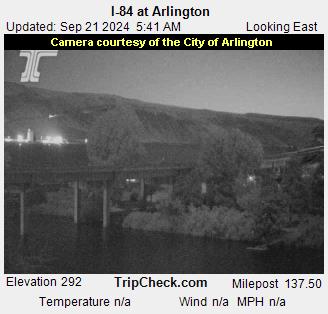 I-84 at Arlington
Updated: Sep 21 2024 5:41 AM Looking East
Camera courtesy of the City of Arlington
Elevation 292 TripCheck.com Milepost 137.50
Temperature n/a Wind n/a MPH n/a